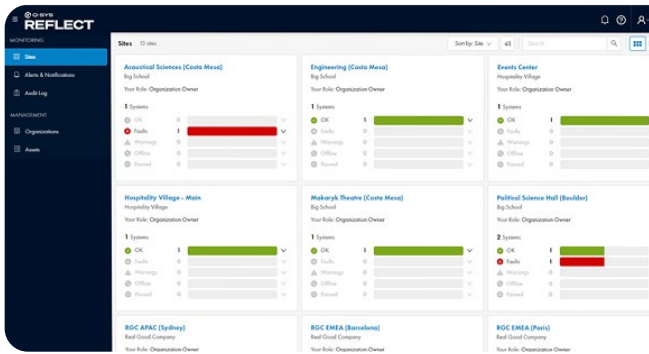 Q-SYS
REFLECT
MONITORING
Sites
Alerts & Notifications
Audit Log
MANAGEMENT
Organizations
Assets
Sites 13 sites
Sort by: Site
Search
Acoustical Sciences (Costa Mesa)
Big School
Your Role: Organization Owner
1 Systems
OK 0
Faults 1
Warnings 0
Offline 0
Paused 0
Engineering (Costa Mesa)
Big School
Your Role: Organization Owner
1 Systems
OK 1
Faults 0
Warnings 0
Offline 0
Paused 0
Events Center
Hospitality Village
Your Role: Organization Owner
1 Systems
OK 1
Faults 0
Warnings 0
Offline 0
Paused 0
Hospitality Village - Main
Hospitality Village
Your Role: Organization Owner
1 Systems
OK 1
Faults 0
Warnings 0
Offline 0
Paused 0
Makaryk Theatre (Costa Mesa)
Big School
Your Role: Organization Owner
1 Systems
OK 1
Faults 0
Warnings 0
Offline 0
Paused 0
Political Science Hall (Boulder)
Big School
Your Role: Organization Owner
2 Systems
OK 1
Faults 1
Warnings 0
Offline 0
Paused 0
RGC APAC (Sydney)
Real Good Company
Your Role: Organization Owner
RGC EMEA (Barcelona)
Real Good Company
Your Role: Organization Owner
RGC EMEA (Paris)
Real Good Company
Your Role: Organization Owner